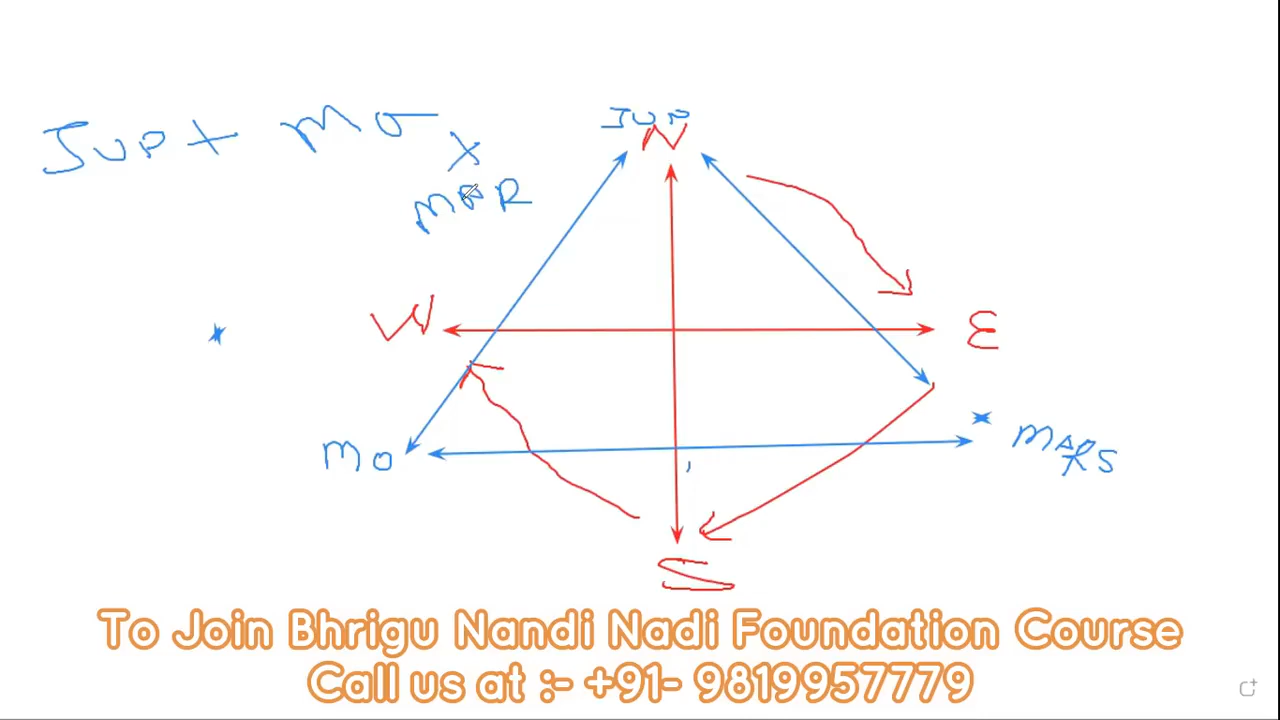 JUP + MO
+
MAR
JUP
N
W
E
MO
MARS
S
To Join Bhrigu Nandi Nadi Foundation Course
Call us at :- +91- 9819957779